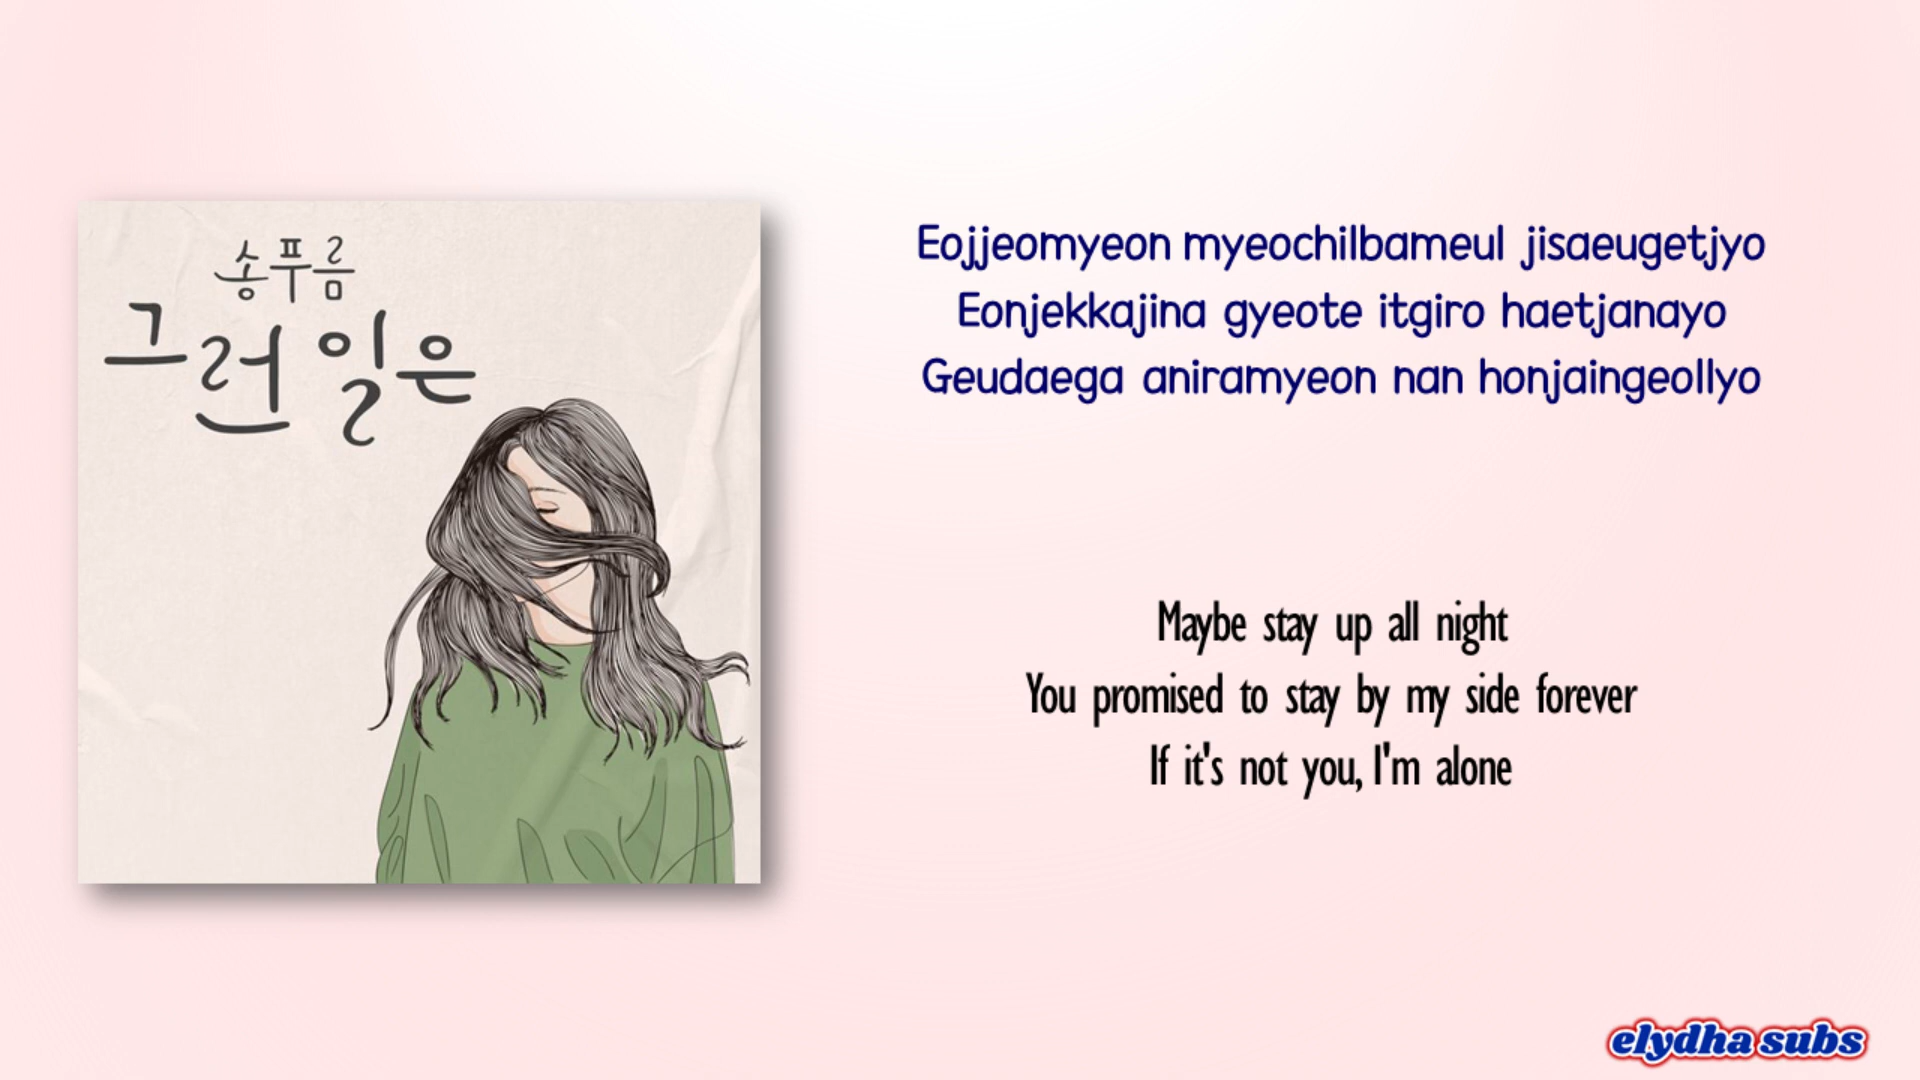 송푸름
그런 일은
Eojjeomyeon myeochilbameul jisaeugetjyo
Eonjekkajina gyeote itgiro haetjanayo
Geudaega aniramyeon nan honjaingeollyo
Maybe stay up all night
You promised to stay by my side forever
If it's not you, I'm alone
elydha subs